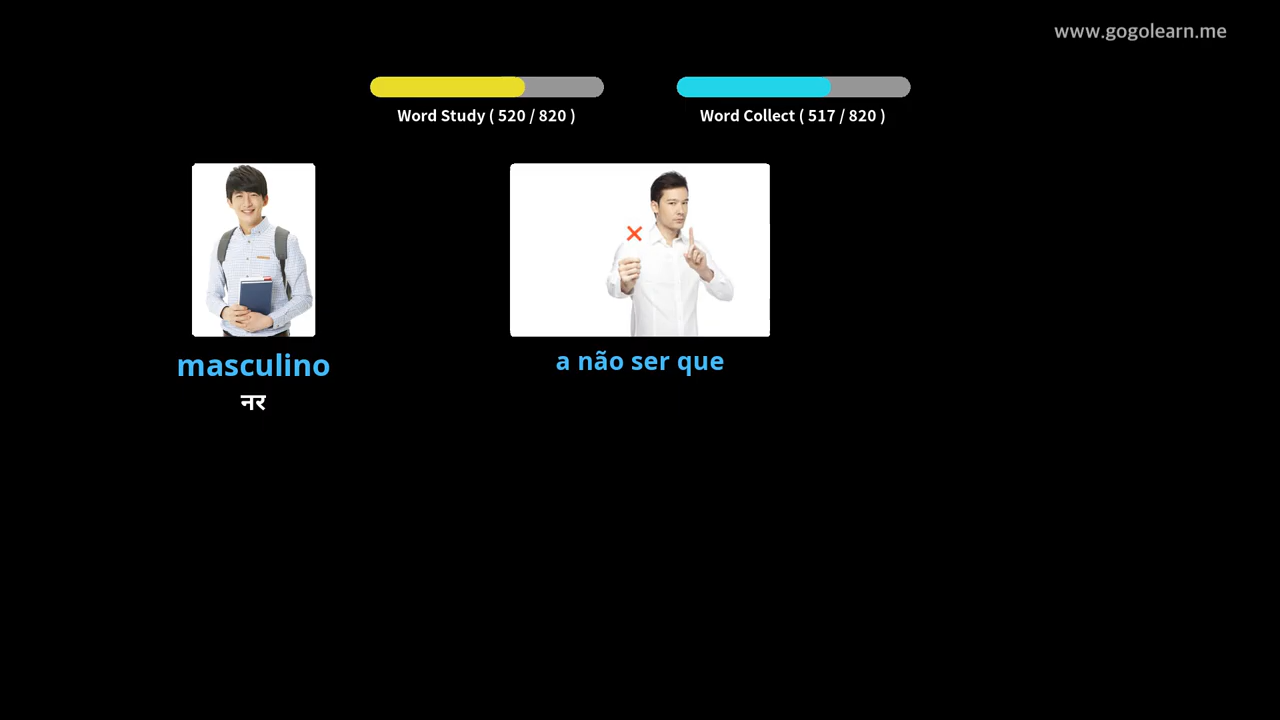 www.gogolearn.me
Word Study ( 520 / 820 )
Word Collect ( 517 / 820 )
masculino
नर
a não ser que